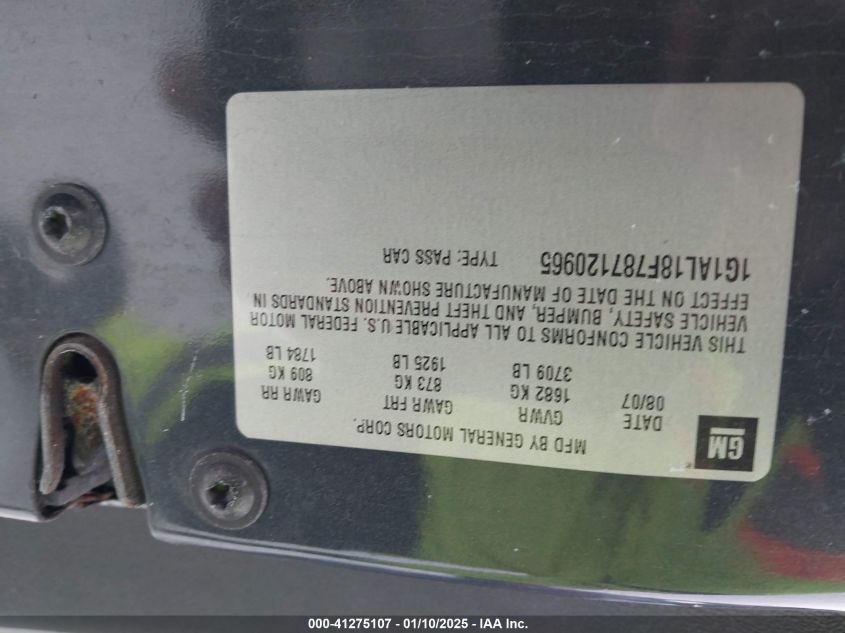 GM
MFD BY GENERAL MOTORS CORP.
DATE GVWR GAWR FRT GAWR RR
08/07 1682 KG 873 KG 809 KG
3709 LB 1925 LB 1784 LB
THIS VEHICLE CONFORMS TO ALL APPLICABLE U.S. FEDERAL MOTOR
VEHICLE SAFETY, BUMPER, AND THEFT PREVENTION STANDARDS IN
EFFECT ON THE DATE OF MANUFACTURE SHOWN ABOVE.
1G1AL18F787120965 TYPE: PASS CAR
000-41275107 - 01/10/2025 - IAA Inc.